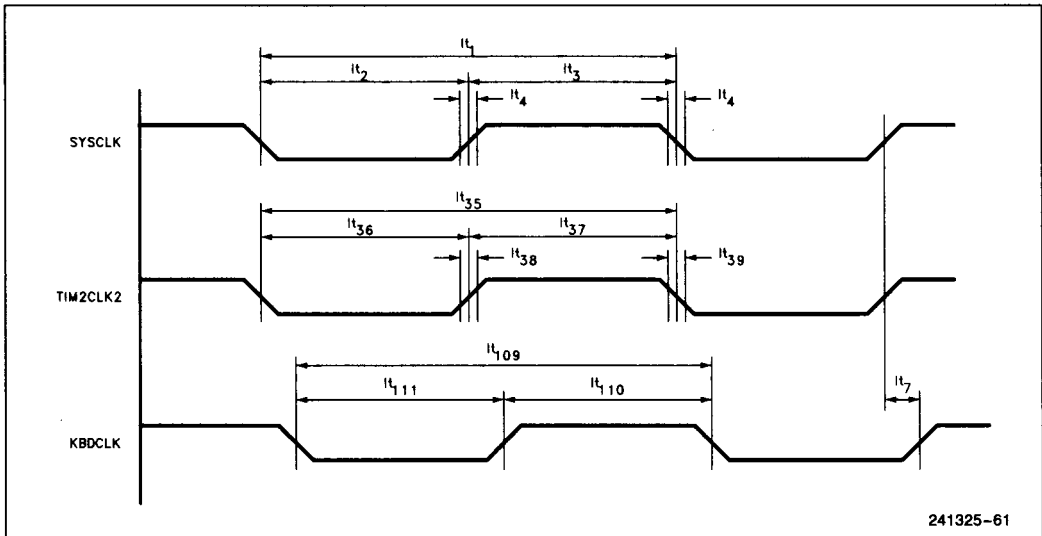 It1
It2 It3
It4 It4
SYSCLK
It35
It36 It37
It38 It39
TIM2CLK2
It109
It111 It110 It7
KBDCLK
241325-61